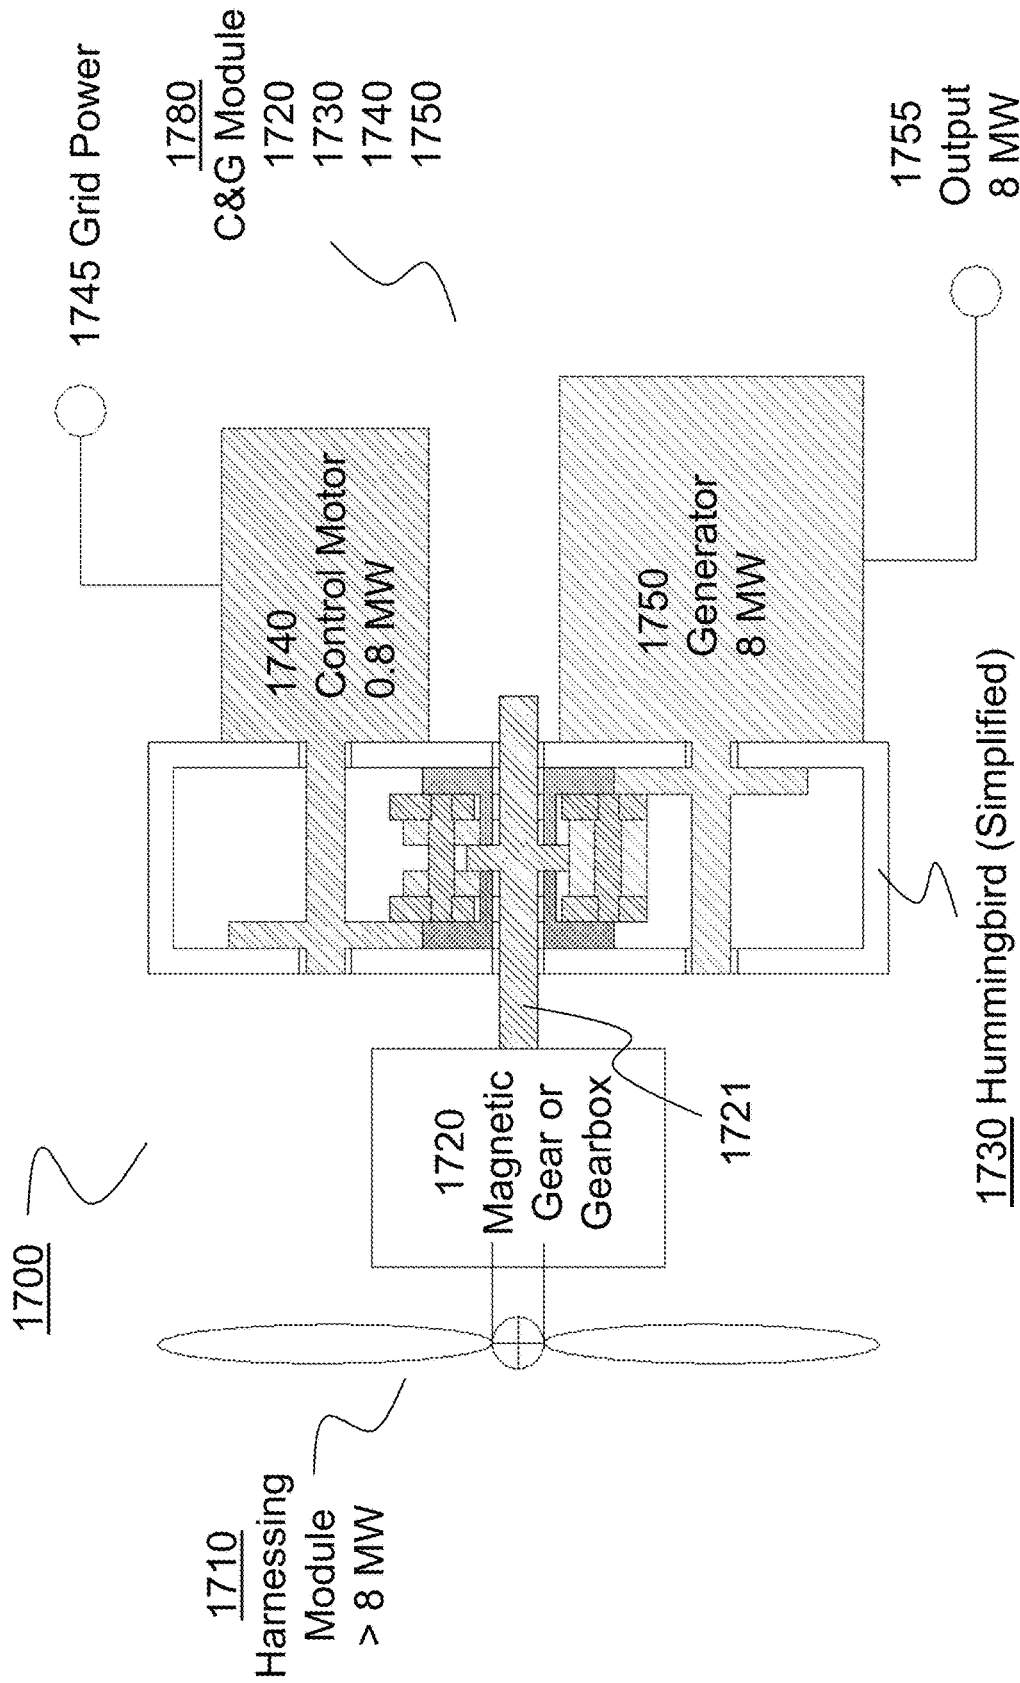 1700
1710
Harnessing
Module
> 8 MW
1720
Magnetic
Gear or
Gearbox
1721
1730 Hummingbird (Simplified)
1740
Control Motor
0.8 MW
1745 Grid Power
1750
Generator
8 MW
1755
Output
8 MW
1780
C&G Module
1720
1730
1740
1750